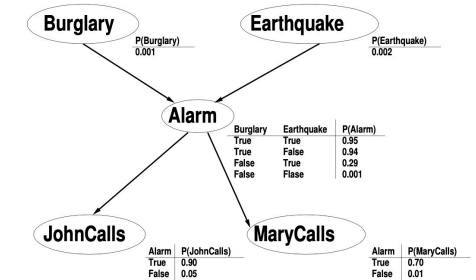 Burglary
P(Burglary)
0.001
Earthquake
P(Earthquake)
0.002
Alarm
Burglary Earthquake P(Alarm)
True True 0.95
True False 0.94
False True 0.29
False Flase 0.001
JohnCalls
Alarm P(JohnCalls)
True 0.90
False 0.05
MaryCalls
Alarm P(MaryCalls)
True 0.70
False 0.01